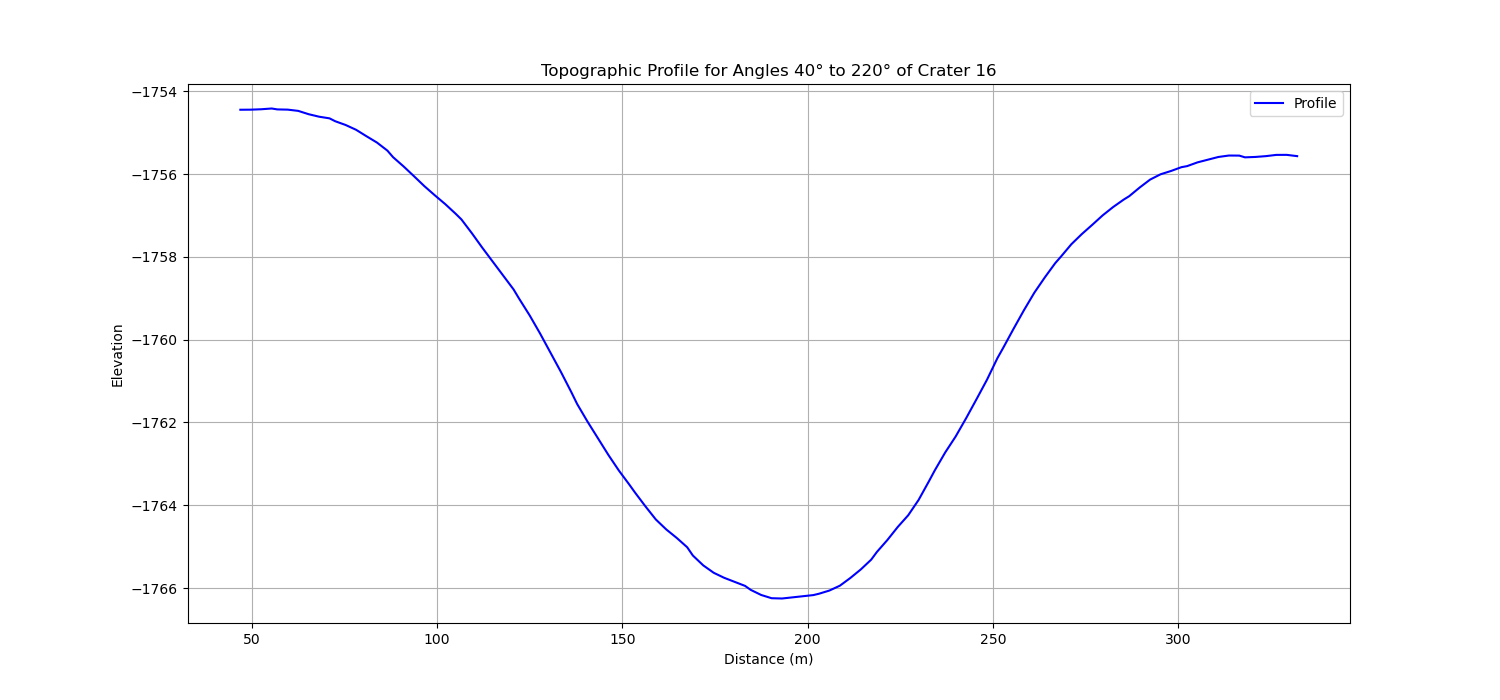 Topographic Profile for Angles 40° to 220° of Crater 16
Profile
Elevation
−1754
−1756
−1758
−1760
−1762
−1764
−1766
50 100 150 200 250 300
Distance (m)